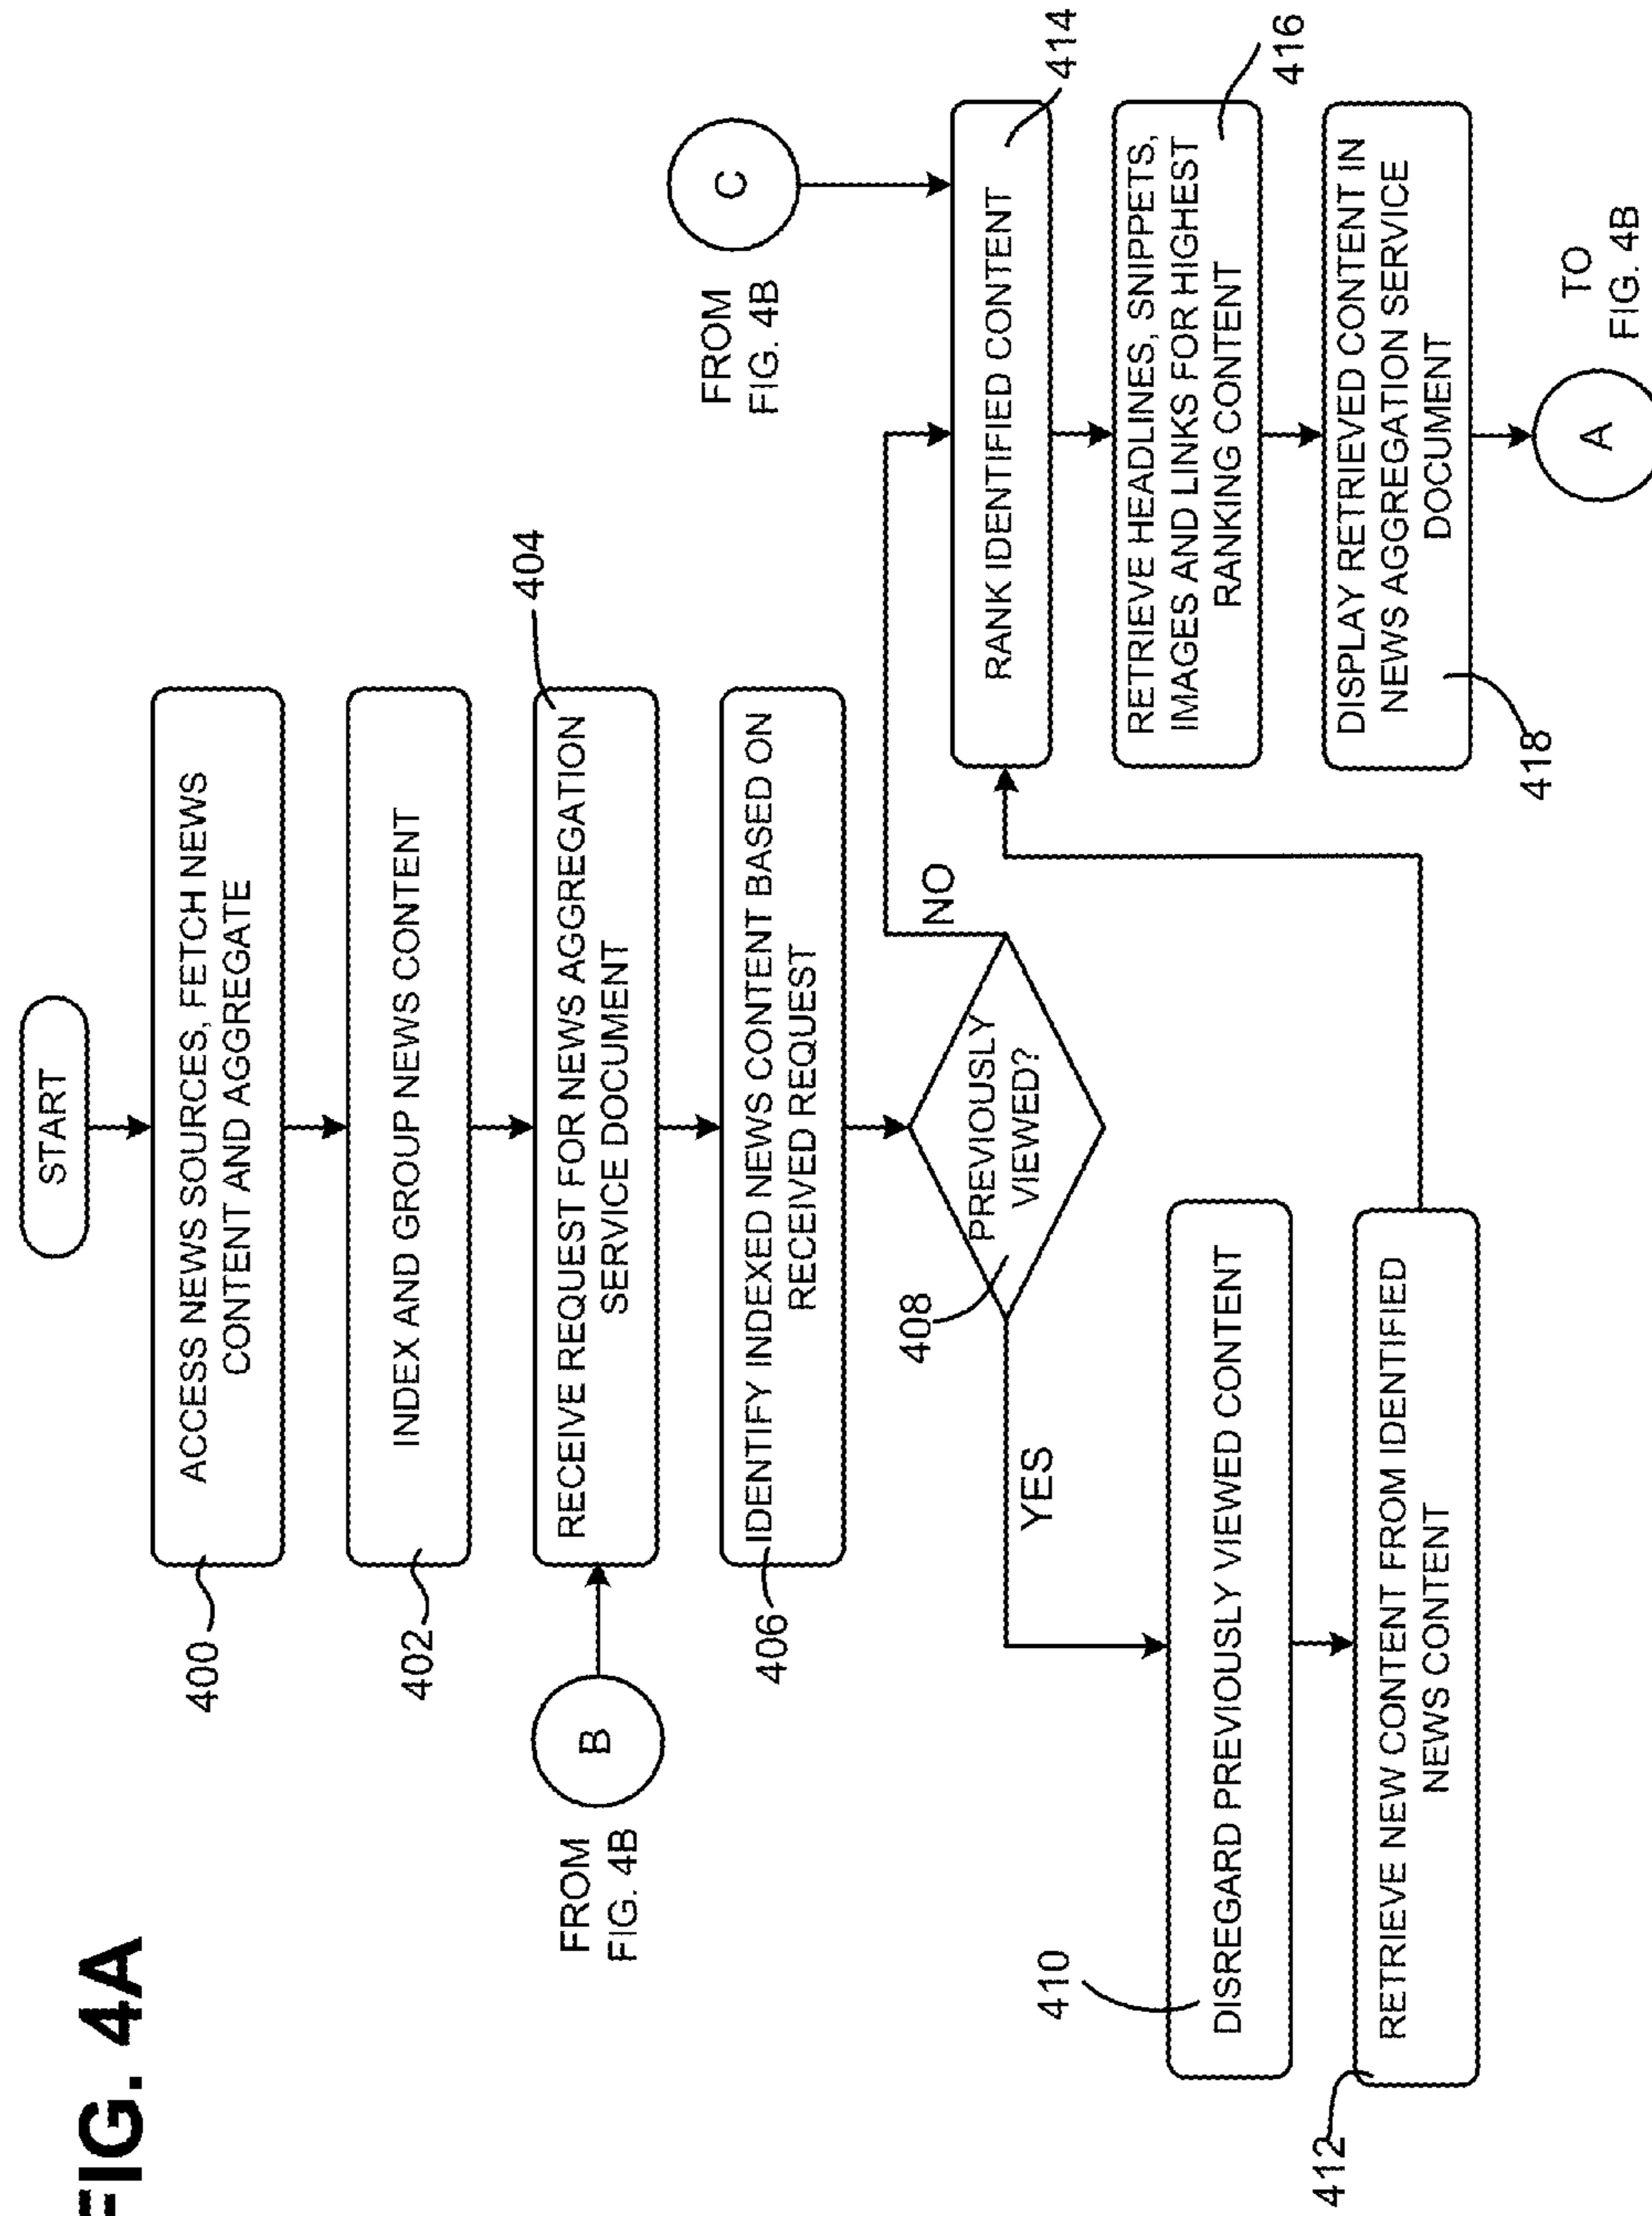 FIG. 4A
START
ACCESS NEWS SOURCES, FETCH NEWS
CONTENT AND AGGREGATE
400
INDEX AND GROUP NEWS CONTENT
402
FROM
FIG. 4B
B
RECEIVE REQUEST FOR NEWS AGGREGATION
SERVICE DOCUMENT
404
IDENTIFY INDEXED NEWS CONTENT BASED ON
RECEIVED REQUEST
406
PREVIOUSLY
VIEWED?
408
YES
NO
410
DISREGARD PREVIOUSLY VIEWED CONTENT
412
RETRIEVE NEW CONTENT FROM IDENTIFIED
NEWS CONTENT
FROM
FIG. 4B
C
RANK IDENTIFIED CONTENT
414
RETRIEVE HEADLINES, SNIPPETS,
IMAGES AND LINKS FOR HIGHEST
RANKING CONTENT
416
DISPLAY RETRIEVED CONTENT IN
NEWS AGGREGATION SERVICE
DOCUMENT
418
A
TO
FIG. 4B